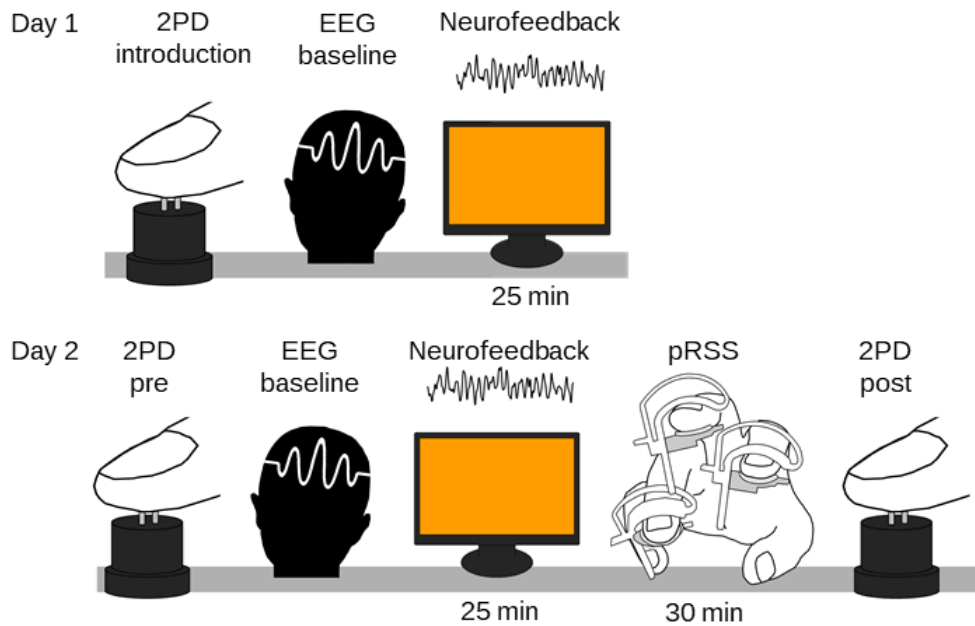 Day 1
2PD
introduction
EEG
baseline
Neurofeedback
25 min
Day 2
2PD
pre
EEG
baseline
Neurofeedback
pRSS
2PD
post
25 min
30 min